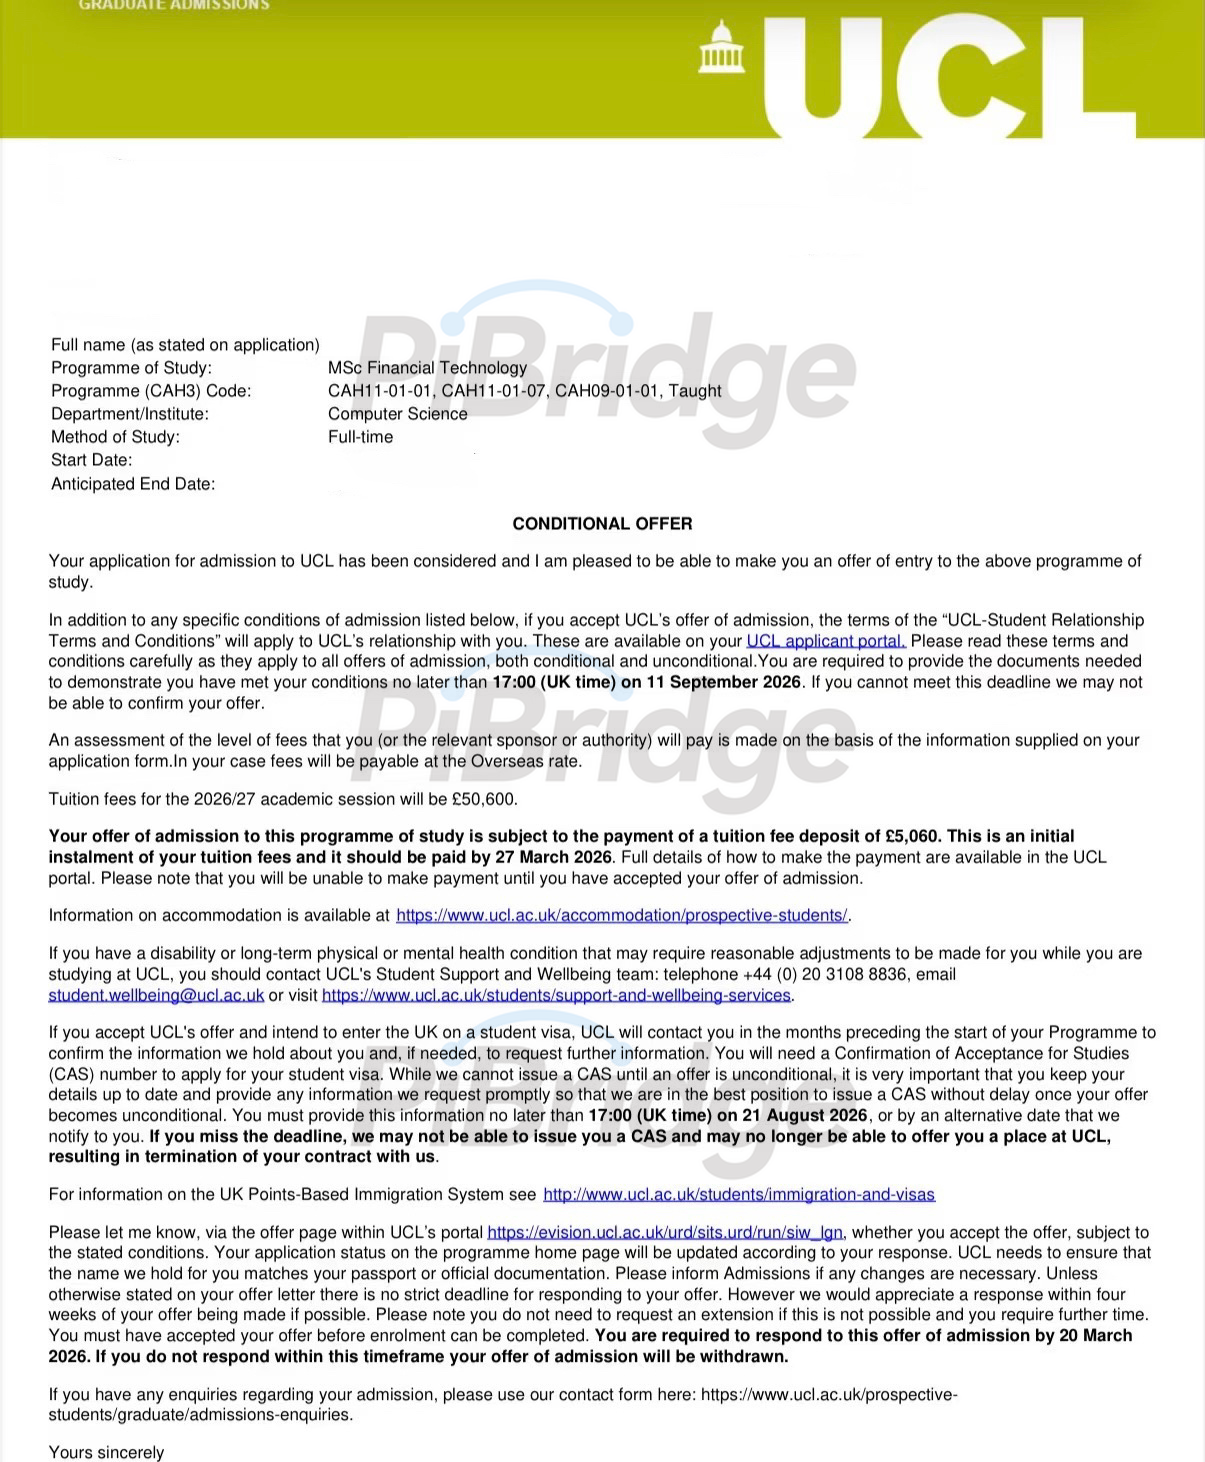 GRADUATE ADMISSIONS
UCL
PiBridge
Full name (as stated on application)
Programme of Study: MSc Financial Technology
Programme (CAH3) Code: CAH11-01-01, CAH11-01-07, CAH09-01-01, Taught
Department/Institute: Computer Science
Method of Study: Full-time
Start Date:
Anticipated End Date:
CONDITIONAL OFFER
Your application for admission to UCL has been considered and I am pleased to be able to make you an offer of entry to the above programme of
study.
In addition to any specific conditions of admission listed below, if you accept UCL's offer of admission, the terms of the “UCL-Student Relationship
Terms and Conditions” will apply to UCL's relationship with you. These are available on your UCL applicant portal. Please read these terms and
conditions carefully as they apply to all offers of admission, both conditional and unconditional.You are required to provide the documents needed
to demonstrate you have met your conditions no later than 17:00 (UK time) on 11 September 2026. If you cannot meet this deadline we may not
be able to confirm your offer.
PiBridge
An assessment of the level of fees that you (or the relevant sponsor or authority) will pay is made on the basis of the information supplied on your
application form.In your case fees will be payable at the Overseas rate.
Tuition fees for the 2026/27 academic session will be £50,600.
Your offer of admission to this programme of study is subject to the payment of a tuition fee deposit of £5,060. This is an initial
instalment of your tuition fees and it should be paid by 27 March 2026. Full details of how to make the payment are available in the UCL
portal. Please note that you will be unable to make payment until you have accepted your offer of admission.
Information on accommodation is available at https://www.ucl.ac.uk/accommodation/prospective-students/.
If you have a disability or long-term physical or mental health condition that may require reasonable adjustments to be made for you while you are
studying at UCL, you should contact UCL's Student Support and Wellbeing team: telephone +44 (0) 20 3108 8836, email
student.wellbeing@ucl.ac.uk or visit https://www.ucl.ac.uk/students/support-and-wellbeing-services.
If you accept UCL's offer and intend to enter the UK on a student visa, UCL will contact you in the months preceding the start of your Programme to
confirm the information we hold about you and, if needed, to request further information. You will need a Confirmation of Acceptance for Studies
(CAS) number to apply for your student visa. While we cannot issue a CAS until an offer is unconditional, it is very important that you keep your
details up to date and provide any information we request promptly so that we are in the best position to issue a CAS without delay once your offer
becomes unconditional. You must provide this information no later than 17:00 (UK time) on 21 August 2026, or by an alternative date that we
notify to you. If you miss the deadline, we may not be able to issue you a CAS and may no longer be able to offer you a place at UCL,
resulting in termination of your contract with us.
PiBridge
For information on the UK Points-Based Immigration System see http://www.ucl.ac.uk/students/immigration-and-visas
Please let me know, via the offer page within UCL's portal https://evision.ucl.ac.uk/urd/sits.urd/run/siw_lgn, whether you accept the offer, subject to
the stated conditions. Your application status on the programme home page will be updated according to your response. UCL needs to ensure that
the name we hold for you matches your passport or official documentation. Please inform Admissions if any changes are necessary. Unless
otherwise stated on your offer letter there is no strict deadline for responding to your offer. However we would appreciate a response within four
weeks of your offer being made if possible. Please note you do not need to request an extension if this is not possible and you require further time.
You must have accepted your offer before enrolment can be completed. You are required to respond to this offer of admission by 20 March
2026. If you do not respond within this timeframe your offer of admission will be withdrawn.
If you have any enquiries regarding your admission, please use our contact form here: https://www.ucl.ac.uk/prospective-
students/graduate/admissions-enquiries.
Yours sincerely